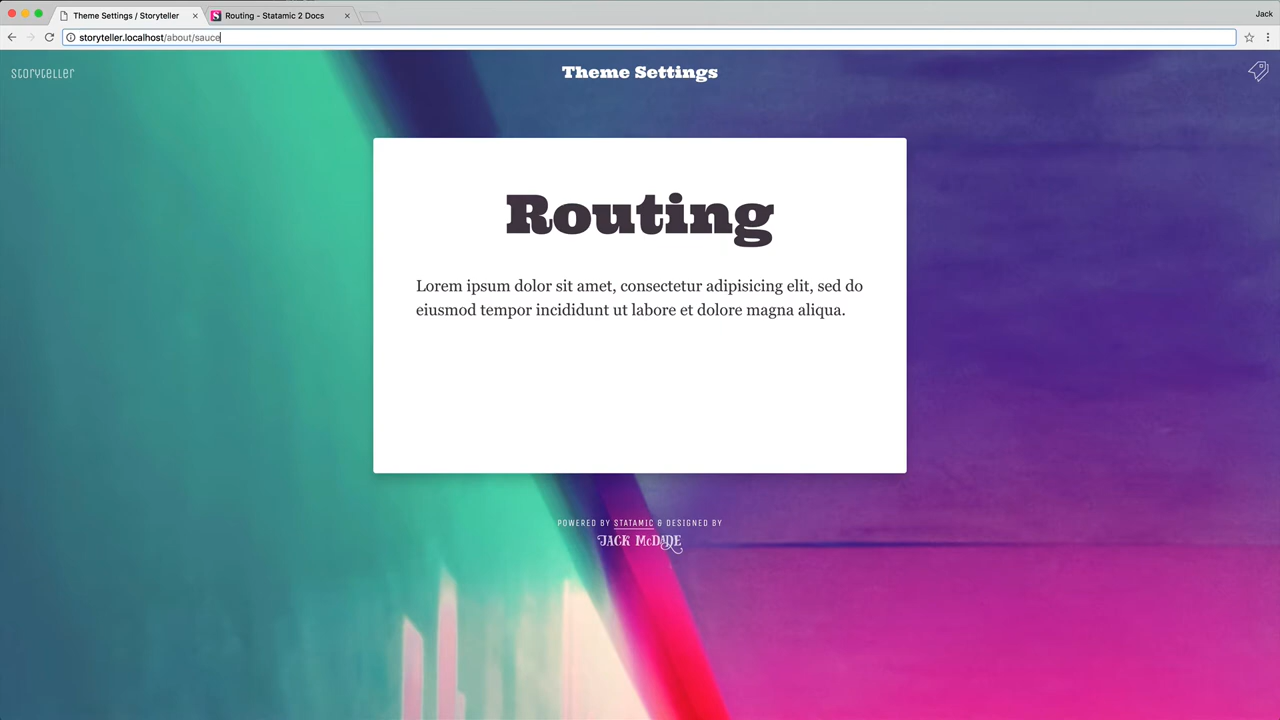 Theme Settings / Storyteller
Routing - Statamic 2 Docs
Jack
storyteller.localhost/about/sauce
storyteller
Theme Settings
Routing
Lorem ipsum dolor sit amet, consectetur adipisicing elit, sed do
eiusmod tempor incididunt ut labore et dolore magna aliqua.
POWERED BY STATAMIC & DESIGNED BY
JACK McDADE